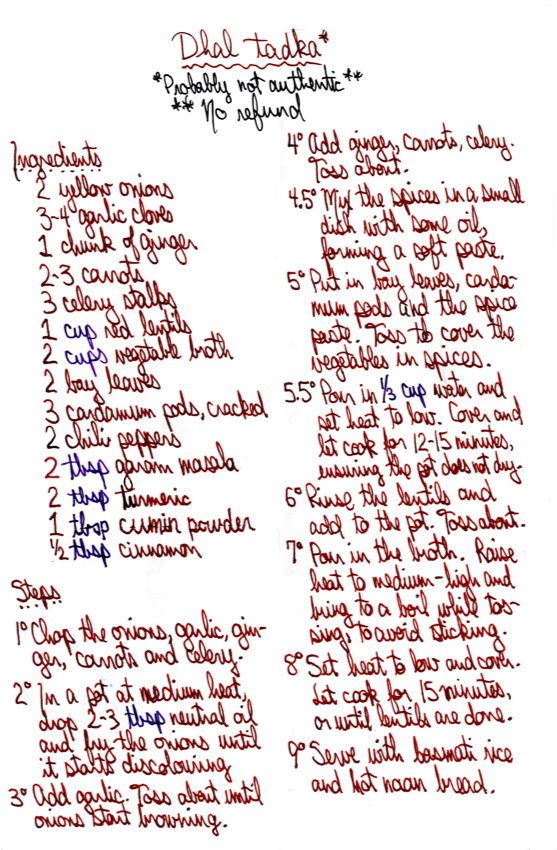 Dhal tadka*
*Probably not authentic**
** No refund
Ingredients
2 yellow onions
3-4 garlic cloves
1 chunk of ginger
2-3 carrots
3 celery stalks
1 cup red lentils
2 cups vegetable broth
2 bay leaves
3 cardamum pods, cracked
2 chili peppers
2 tbsp garam masala
2 tbsp turmeric
1 tbsp cumin powder
½ tbsp cinnamon
Steps
1° Chop the onions, garlic, gin-
ger, carrots and celery.
2° In a pot at medium heat,
drop 2-3 tbsp neutral oil
and fry the onions until
it starts discolouring
3° Add garlic. Toss about until
onions start browning.
4° Add ginger, carrots, celery.
Toss about.
4.5° Mix the spices in a small
dish with some oil,
forming a soft paste.
5° Put in bay leaves, carda-
mum pods and the spice
paste. Toss to cover the
vegetables in spices.
5.5° Pour in ⅓ cup water and
set heat to low. Cover and
let cook for 12-15 minutes,
ensuring the pot does not dry.
6° Rinse the lentils and
add to the pot. Toss about.
7° Pour in the broth. Raise
heat to medium-high and
bring to a boil while tos-
sing, to avoid sticking.
8° Set heat to low and cover.
Let cook for 15 minutes,
or until lentils are done.
9° Serve with basmati rice
and hot naan bread.